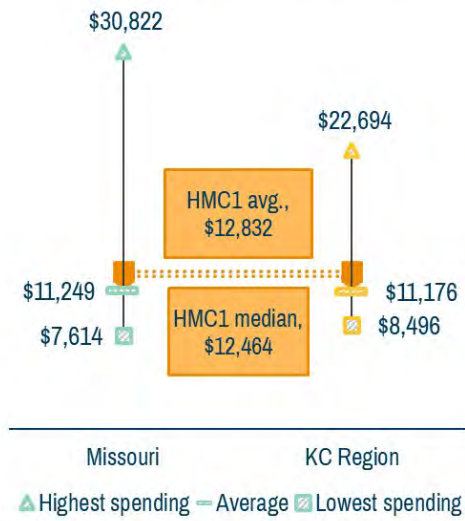 $30,822
$22,694
HMC1 avg.,
$12,832
$11,249
$11,176
HMC1 median,
$12,464
$7,614
$8,496
Missouri
KC Region
Highest spending
Average
Lowest spending